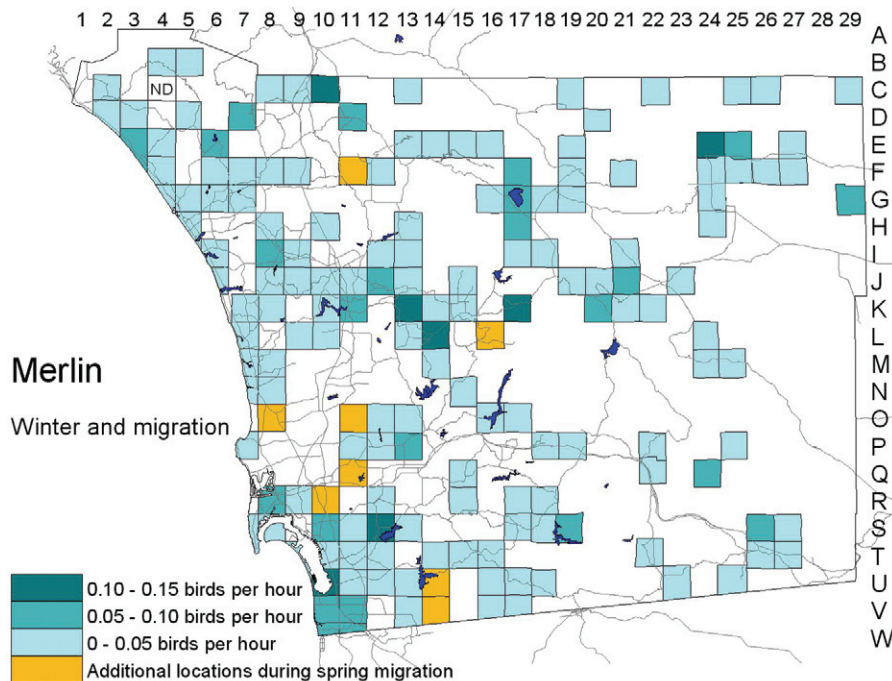 1 2 3 4 5 6 7 8 9 10 11 12 13 14 15 16 17 18 19 20 21 22 23 24 25 26 27 28 29
A
B
C
ND
D
E
F
G
H
I
J
K
L
Merlin
M
N
Winter and migration
O
P
Q
R
S
T
0.10 - 0.15 birds per hour
U
0.05 - 0.10 birds per hour
V
0 - 0.05 birds per hour
W
Additional locations during spring migration